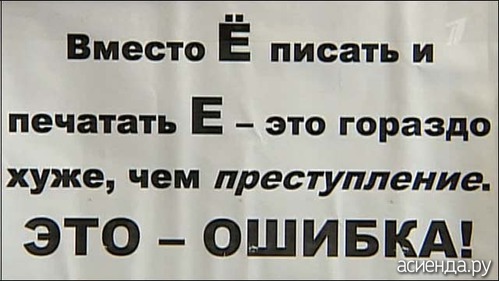 Вместо Ё писать и
печатать Е – это гораздо
хуже, чем преступление.
ЭТО – ОШИБКА!
асиенда.ру